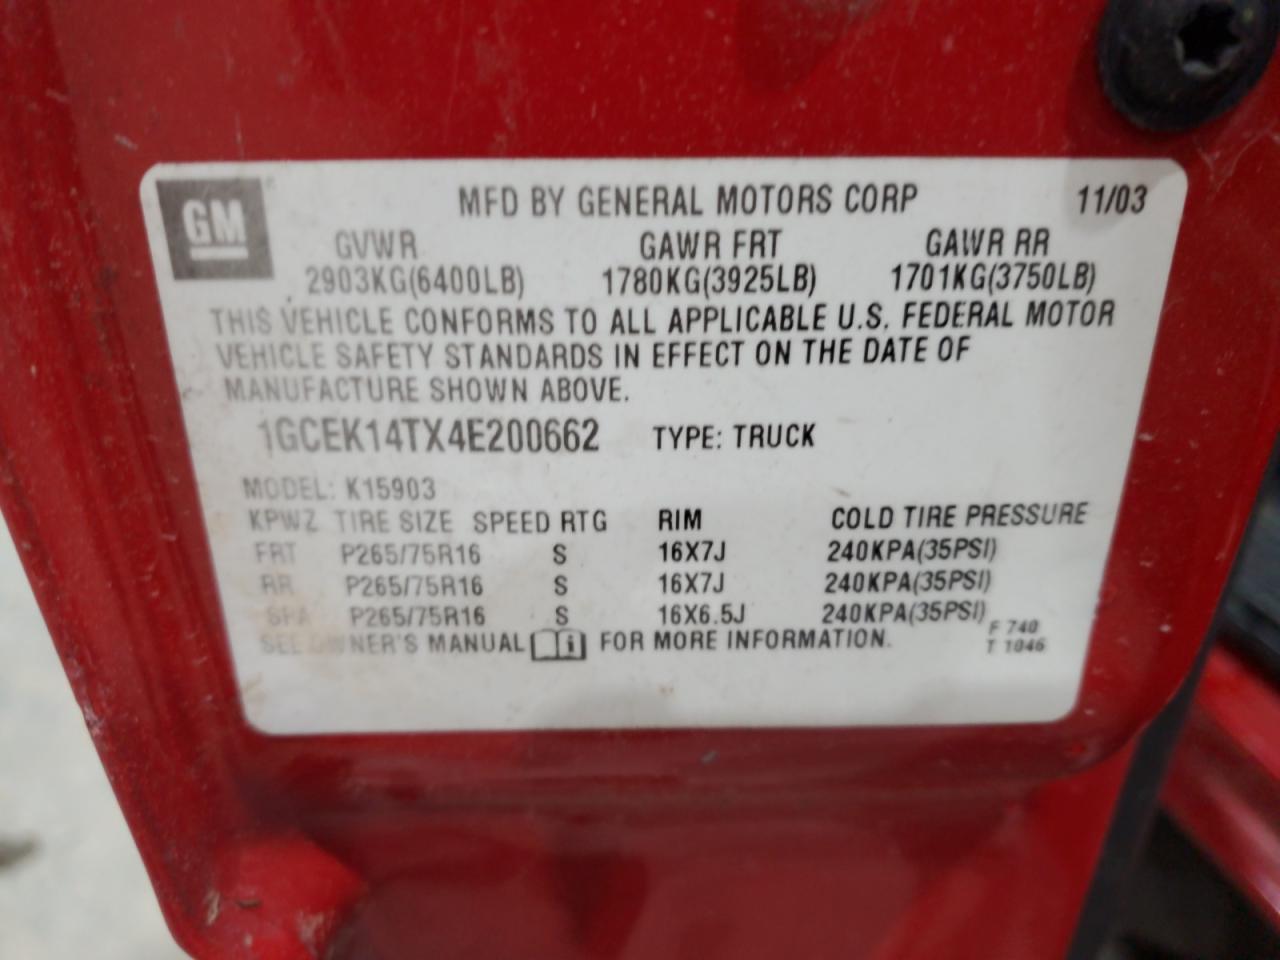 GM MFD BY GENERAL MOTORS CORP 11/03
GVWR GAWR FRT GAWR RR
2903KG(6400LB) 1780KG(3925LB) 1701KG(3750LB)
THIS VEHICLE CONFORMS TO ALL APPLICABLE U.S. FEDERAL MOTOR
VEHICLE SAFETY STANDARDS IN EFFECT ON THE DATE OF
MANUFACTURE SHOWN ABOVE.
1GCEK14TX4E200662 TYPE: TRUCK
MODEL: K15903
KPWZ TIRE SIZE SPEED RTG RIM COLD TIRE PRESSURE
FRT P265/75R16 S 16X7J 240KPA(35PSI)
RR P265/75R16 S 16X7J 240KPA(35PSI)
SPA P265/75R16 S 16X6.5J 240KPA(35PSI)
SEE OWNER'S MANUAL FOR MORE INFORMATION.
F 740
T 1046